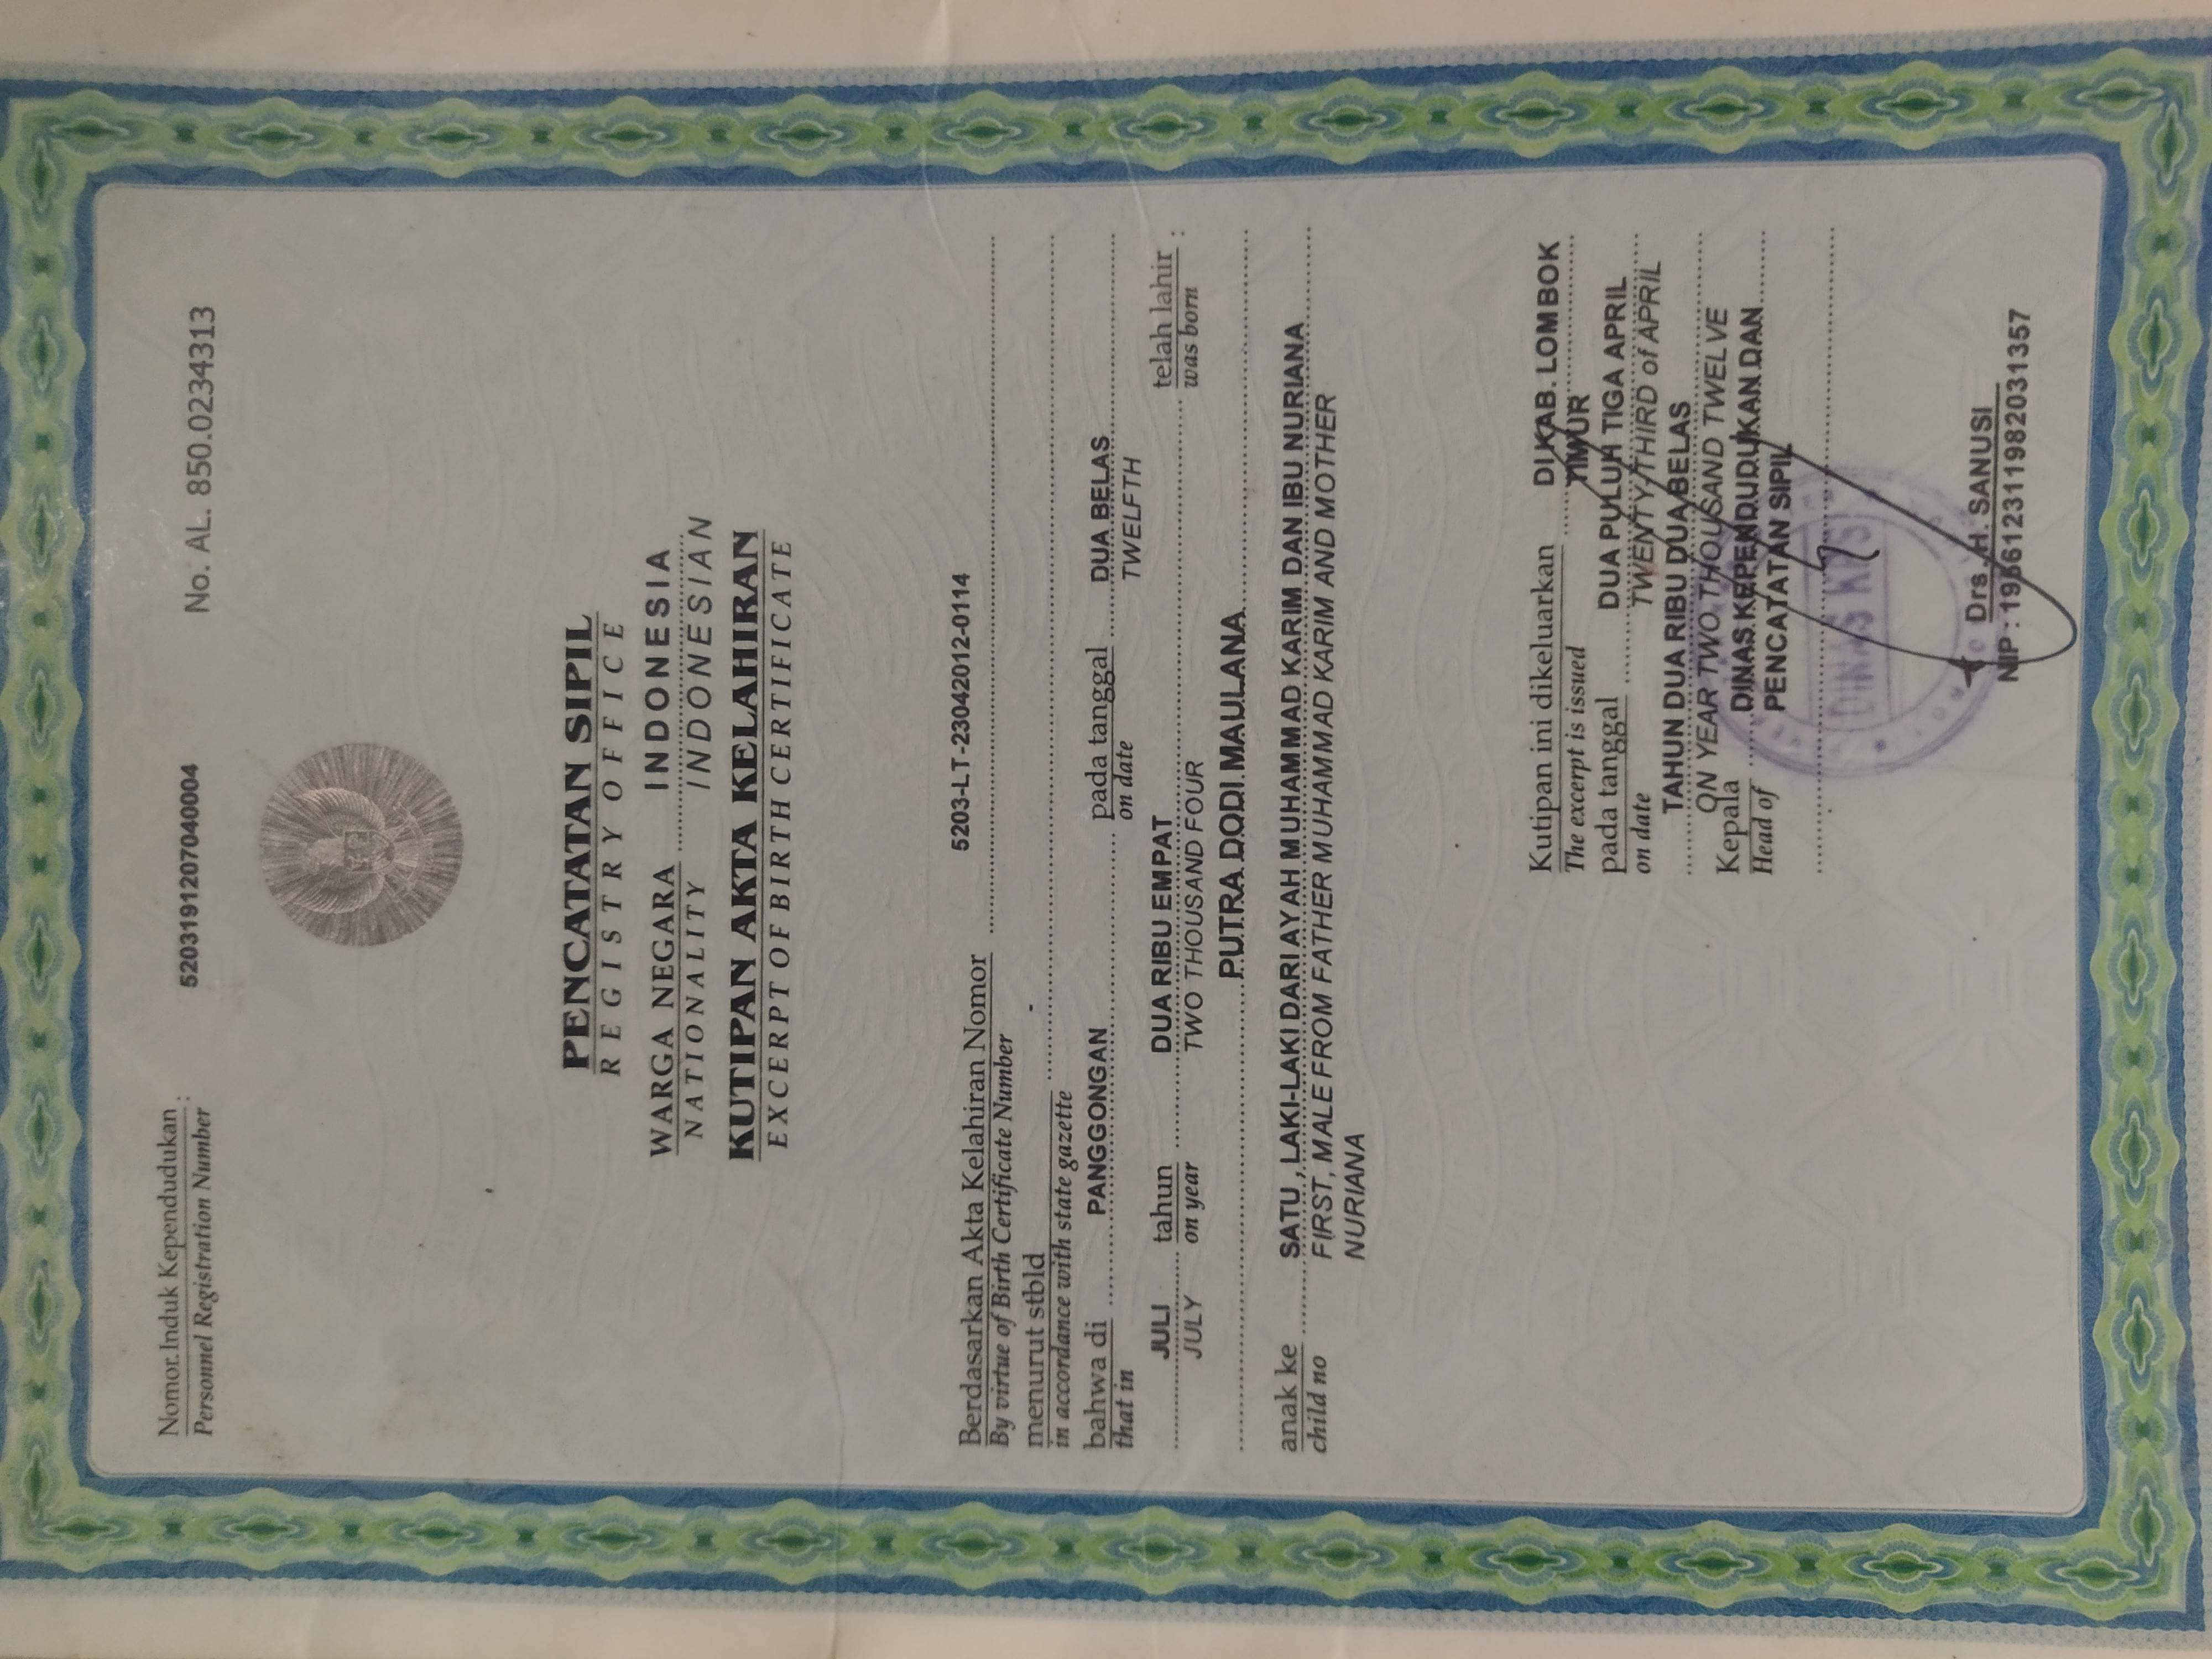 Nomor Induk Kependudukan : 5203191207040004 No. AL. 850.0234313
Personnel Registration Number
PENCATATAN SIPIL
REGISTRY OFFICE
WARGA NEGARA INDONESIA
NATIONALITY INDONESIAN
KUTIPAN AKTA KELAHIRAN
EXCERPT OF BIRTH CERTIFICATE
Berdasarkan Akta Kelahiran Nomor 5203-LT-23042012-0114
By virtue of Birth Certificate Number
menurut stbld -
in accordance with state gazette
bahwa di PANGGONGAN pada tanggal DUA BELAS
that in on date TWELFTH
JULI tahun DUA RIBU EMPAT telah lahir :
JULY on year TWO THOUSAND FOUR was born
PUTRA DODI MAULANA
anak ke SATU , LAKI-LAKI DARI AYAH MUHAMMAD KARIM DAN IBU NURIANA
child no FIRST, MALE FROM FATHER MUHAMMAD KARIM AND MOTHER
NURIANA
Kutipan ini dikeluarkan DI KAB. LOMBOK
The excerpt is issued TIMUR
pada tanggal DUA PULUH TIGA APRIL
on date TWENTY THIRD of APRIL
TAHUN DUA RIBU DUA BELAS
ON YEAR TWO THOUSAND TWELVE
Kepala DINAS KEPENDUDUKAN DAN
Head of PENCATATAN SIPIL
DINAS
Drs. H. SANUSI
NIP : 195612311982031357